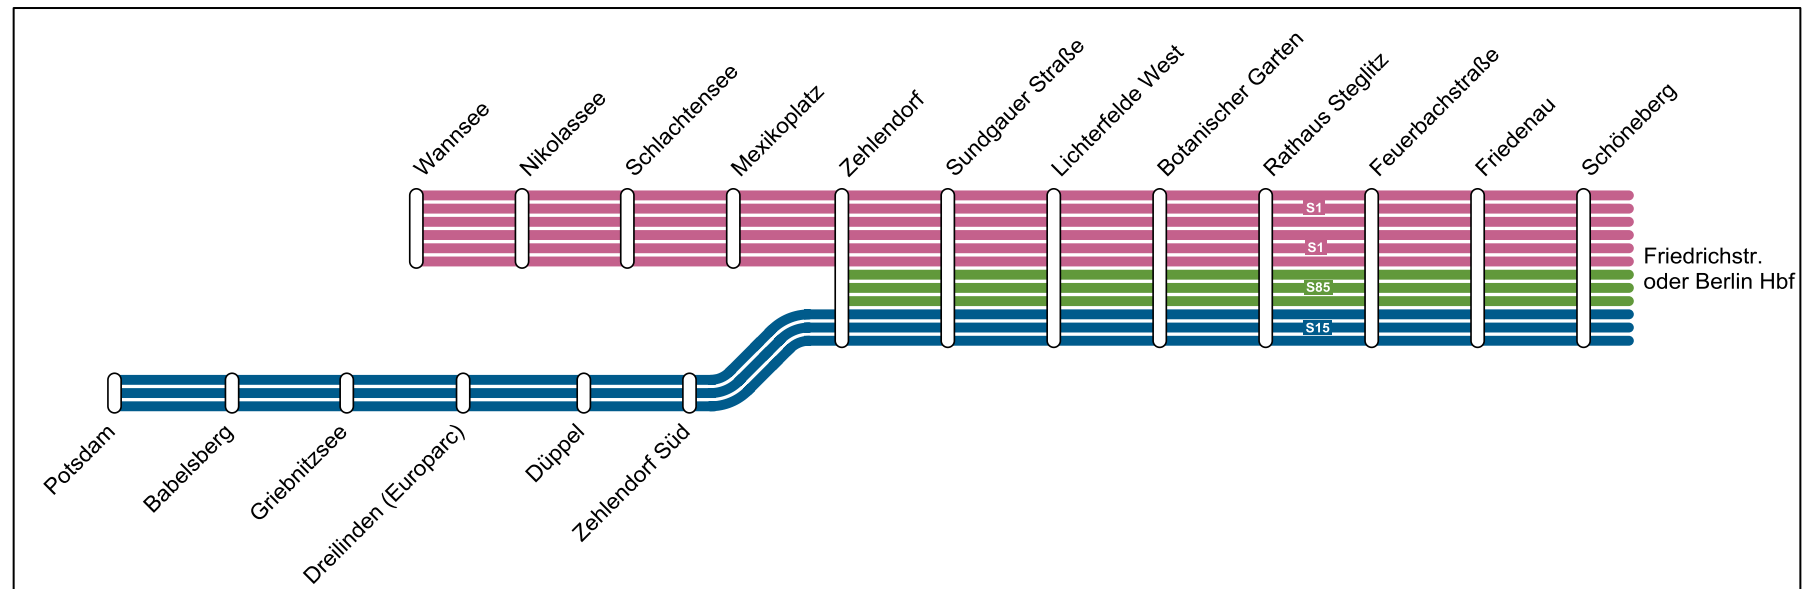 Wannsee
Nikolassee
Schlachtensee
Mexikoplatz
Zehlendorf
Sundgauer Straße
Lichterfelde West
Botanischer Garten
Rathaus Steglitz
Feuerbachstraße
Friedenau
Schöneberg
S1
S1
S85
S15
Friedrichstr.
oder Berlin Hbf
Potsdam
Babelsberg
Griebnitzsee
Dreilinden (Europarc)
Düppel
Zehlendorf Süd